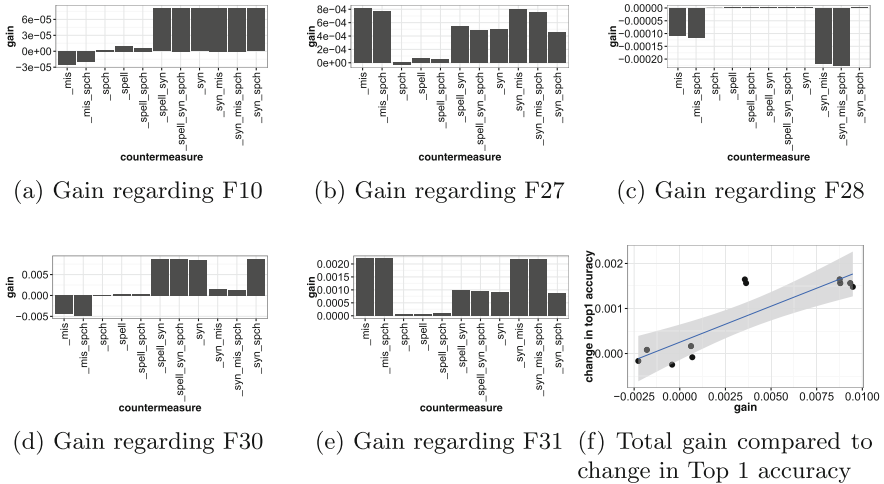 gain
6e−05
3e−05
0e+00
−3e−05
_mis
_mis_spch
_spch
_spell
_spell_spch
_spell_syn
_spell_syn_spch
_syn
_syn_mis
_syn_mis_spch
_syn_spch
countermeasure
(a) Gain regarding F10
gain
8e−04
6e−04
4e−04
2e−04
0e+00
_mis
_mis_spch
_spch
_spell
_spell_spch
_spell_syn
_spell_syn_spch
_syn
_syn_mis
_syn_mis_spch
_syn_spch
countermeasure
(b) Gain regarding F27
gain
0.00000
−0.00005
−0.00010
−0.00015
−0.00020
_mis
_mis_spch
_spch
_spell
_spell_spch
_spell_syn
_spell_syn_spch
_syn
_syn_mis
_syn_mis_spch
_syn_spch
countermeasure
(c) Gain regarding F28
gain
0.005
0.000
−0.005
_mis
_mis_spch
_spch
_spell
_spell_spch
_spell_syn
_spell_syn_spch
_syn
_syn_mis
_syn_mis_spch
_syn_spch
countermeasure
(d) Gain regarding F30
gain
0.0020
0.0015
0.0010
0.0005
0.0000
_mis
_mis_spch
_spch
_spell
_spell_spch
_spell_syn
_spell_syn_spch
_syn
_syn_mis
_syn_mis_spch
_syn_spch
countermeasure
(e) Gain regarding F31
change in top1 accuracy
0.002
0.001
0.000
−0.0025
0.0000
0.0025
0.0050
0.0075
0.0100
gain
(f) Total gain compared to
change in Top 1 accuracy